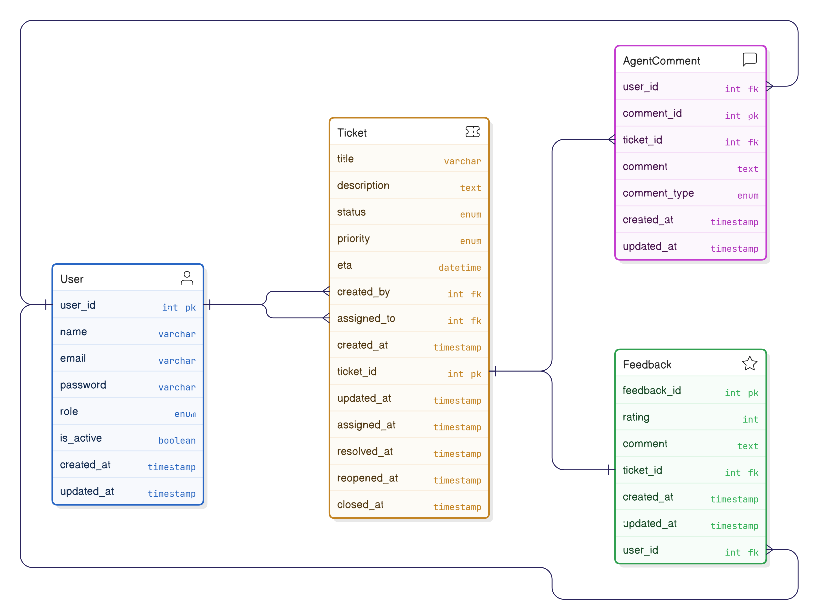 User
user_id int pk
name varchar
email varchar
password varchar
role enum
is_active boolean
created_at timestamp
updated_at timestamp
Ticket
title varchar
description text
status enum
priority enum
eta datetime
created_by int fk
assigned_to int fk
created_at timestamp
ticket_id int pk
updated_at timestamp
assigned_at timestamp
resolved_at timestamp
reopened_at timestamp
closed_at timestamp
AgentComment
user_id int fk
comment_id int pk
ticket_id int fk
comment text
comment_type enum
created_at timestamp
updated_at timestamp
Feedback
feedback_id int pk
rating int
comment text
ticket_id int fk
created_at timestamp
updated_at timestamp
user_id int fk